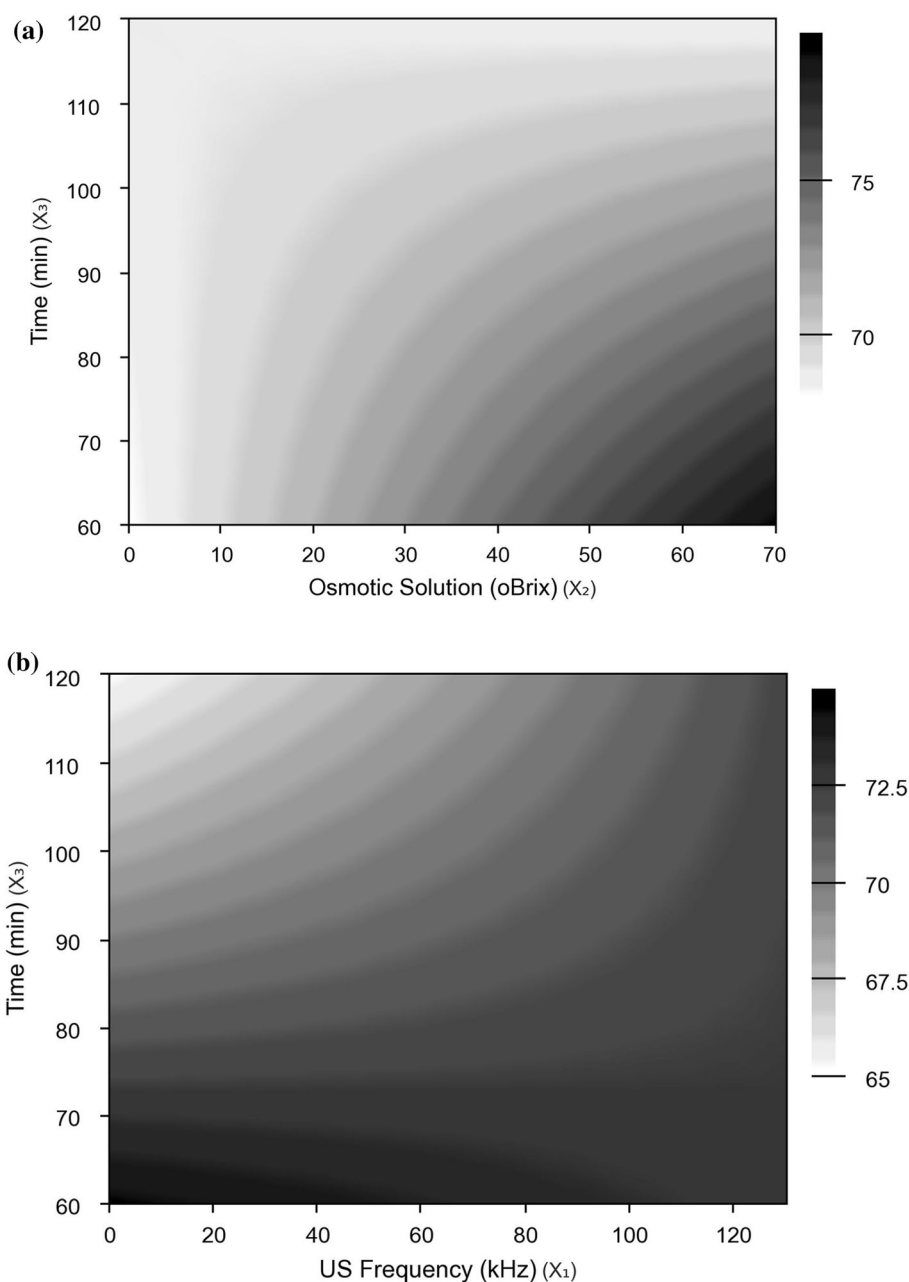 (a)
120
110
100
90
80
70
60
Time (min) (X₃)
0 10 20 30 40 50 60 70
Osmotic Solution (oBrix) (X₂)
75
70
(b)
120
110
100
90
80
70
60
Time (min) (X₃)
0 20 40 60 80 100 120
US Frequency (kHz) (X₁)
72.5
70
67.5
65